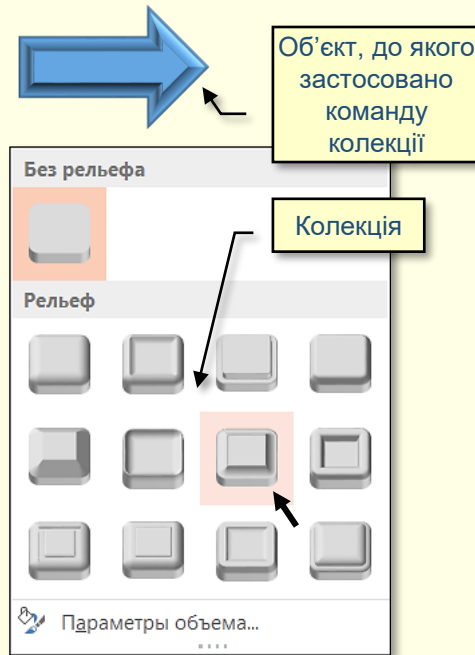 Об’єкт, до якого
застосовано
команду
колекції
Без рельефа
Колекція
Рельеф
Параметры объема...